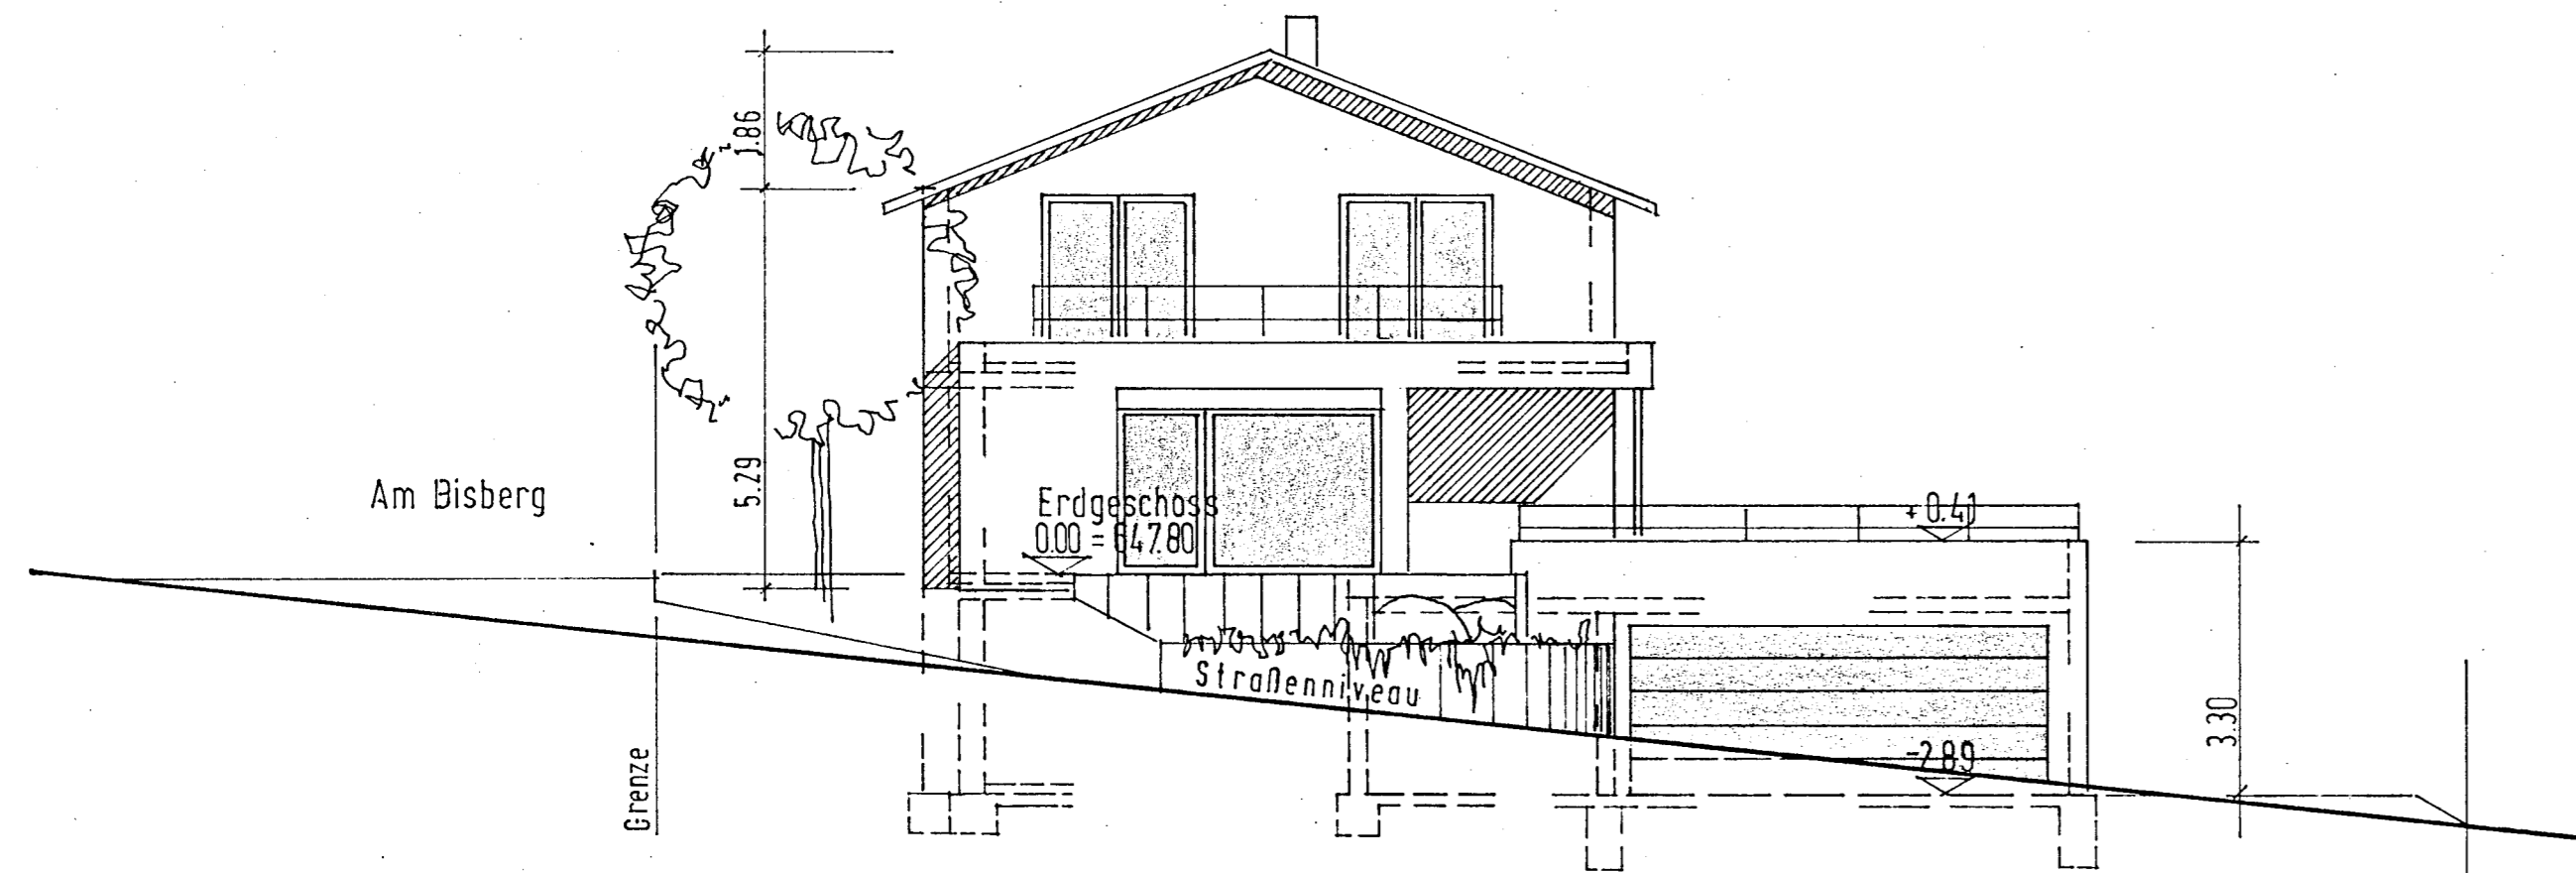 1.86
5.29
Am Bisberg
Erdgeschoss
0.00 = 647.80
+ 0.41
Straßenniveau
-2.89
3.30
Grenze